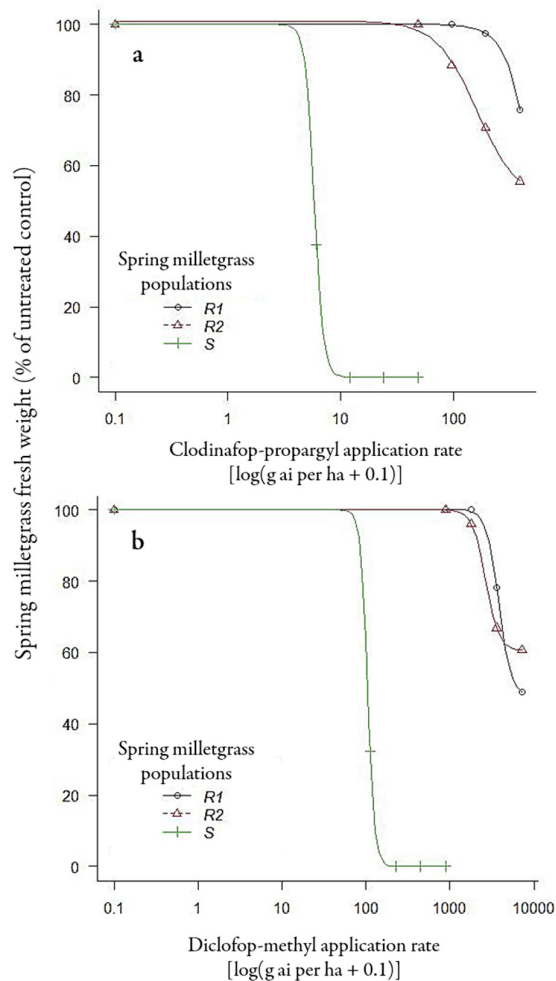 Spring milletgrass fresh weight (% of untreated control)
100
80
60
40
20
0
a
Spring milletgrass
populations
R1
R2
S
0.1 1 10 100
Clodinafop-propargyl application rate
[log(g ai per ha + 0.1)]
100
80
60
40
20
0
b
Spring milletgrass
populations
R1
R2
S
0.1 1 10 100 1000 10000
Diclofop-methyl application rate
[log(g ai per ha + 0.1)]